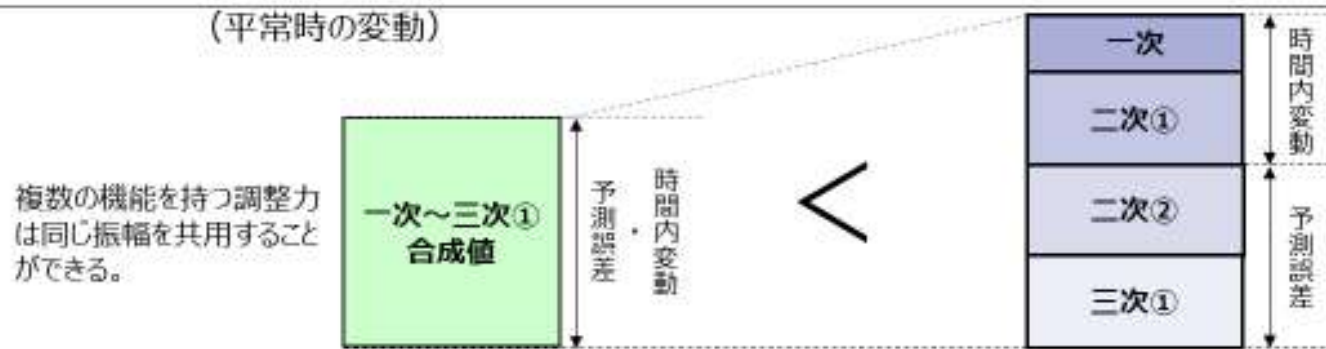 （平常時の変動）
複数の機能を持つ調整力
は同じ振幅を共用すること
ができる。
一次～三次①
合成値
予測誤差
・
時間内変動
＜
一次
二次①
二次②
三次①
時間内変動
予測誤差